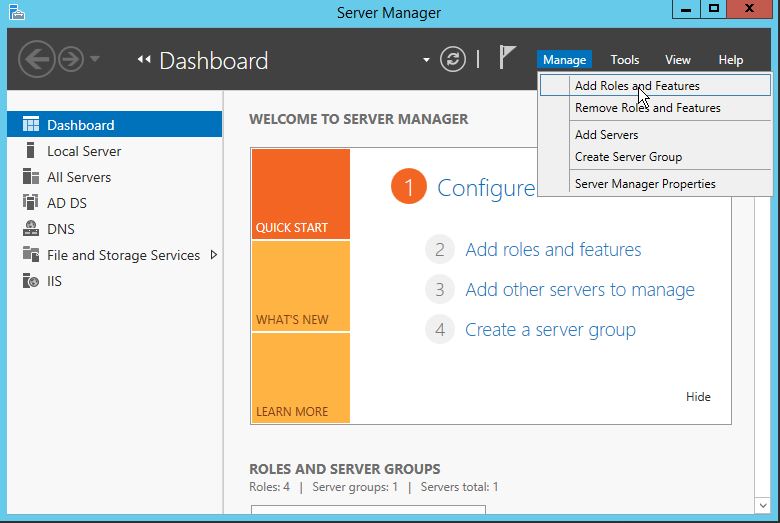 Server Manager
Dashboard
Manage
Tools
View
Help
Add Roles and Features
Remove Roles and Features
Add Servers
Create Server Group
Server Manager Properties
Dashboard
Local Server
All Servers
AD DS
DNS
File and Storage Services
IIS
WELCOME TO SERVER MANAGER
QUICK START
WHAT'S NEW
LEARN MORE
1 Configure
2 Add roles and features
3 Add other servers to manage
4 Create a server group
Hide
ROLES AND SERVER GROUPS
Roles: 4 | Server groups: 1 | Servers total: 1